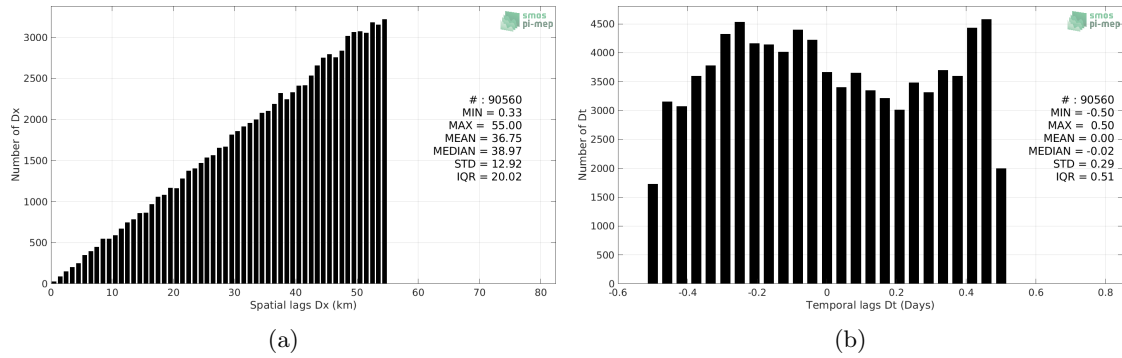 smos
pi-mep
3000
2500
2000
1500
1000
500
0
Number of Dx
# : 90560
MIN = 0.33
MAX = 55.00
MEAN = 36.75
MEDIAN = 38.97
STD = 12.92
IQR = 20.02
0 10 20 30 40 50 60 70 80
Spatial lags Dx (km)
(a)
smos
pi-mep
4500
4000
3500
3000
2500
2000
1500
1000
500
0
Number of Dt
# : 90560
MIN = -0.50
MAX = 0.50
MEAN = 0.00
MEDIAN = -0.02
STD = 0.29
IQR = 0.51
-0.6 -0.4 -0.2 0 0.2 0.4 0.6 0.8
Temporal lags Dt (Days)
(b)